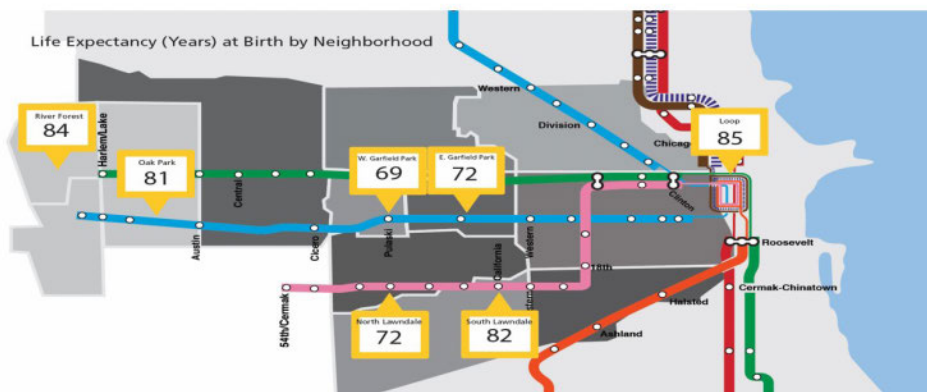 Life Expectancy (Years) at Birth by Neighborhood
River Forest
84
Harlem/Lake
Oak Park
81
Central
Austin
Cicero
W. Garfield Park
69
Pulaski
E. Garfield Park
72
Western
Division
Western
Chicago
Loop
85
Clinton
Roosevelt
Cermak-Chinatown
Halsted
Ashland
18th
California
54th/Cermak
North Lawndale
72
South Lawndale
82